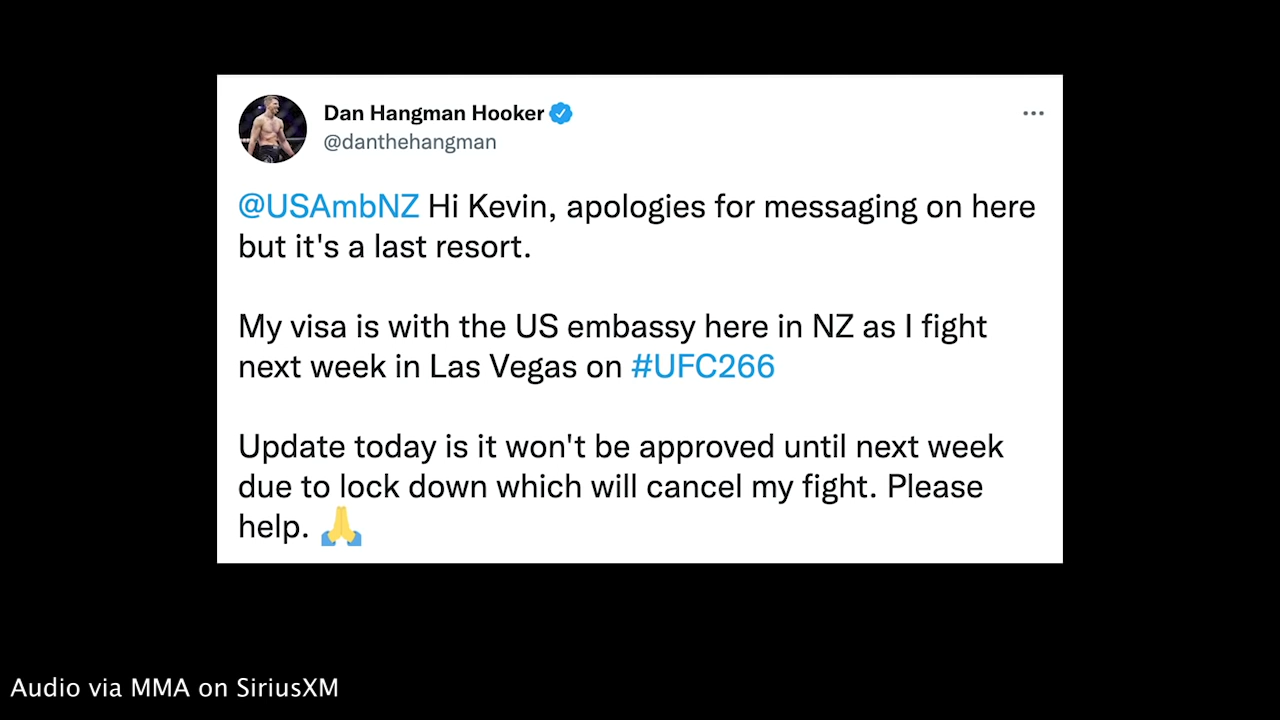 Dan Hangman Hooker
@danthehangman
@USAmbNZ Hi Kevin, apologies for messaging on here
but it's a last resort.
My visa is with the US embassy here in NZ as I fight
next week in Las Vegas on #UFC266
Update today is it won't be approved until next week
due to lock down which will cancel my fight. Please
help. 🙏
Audio via MMA on SiriusXM